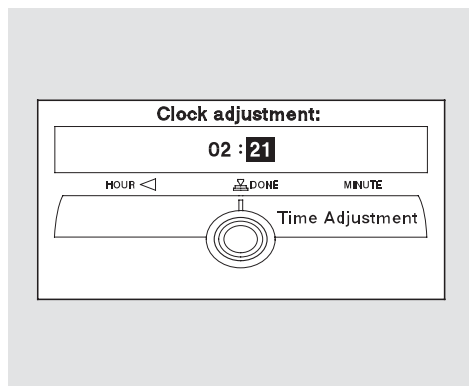 Clock adjustment:
02 : 21
HOUR DONE MINUTE
Time Adjustment